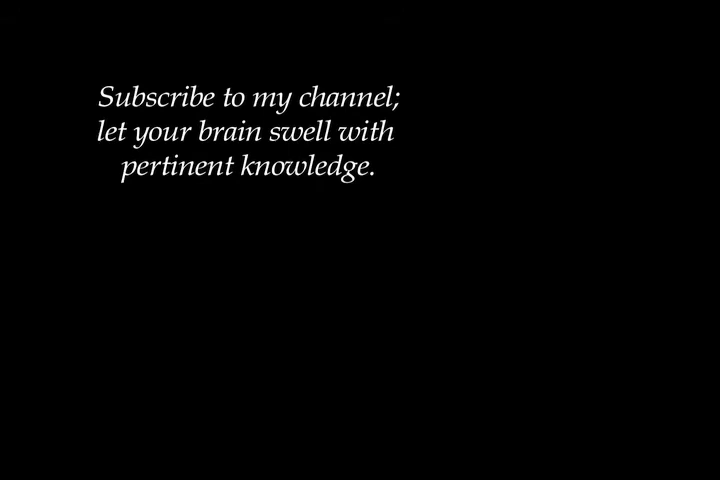 Subscribe to my channel;
let your brain swell with
pertinent knowledge.